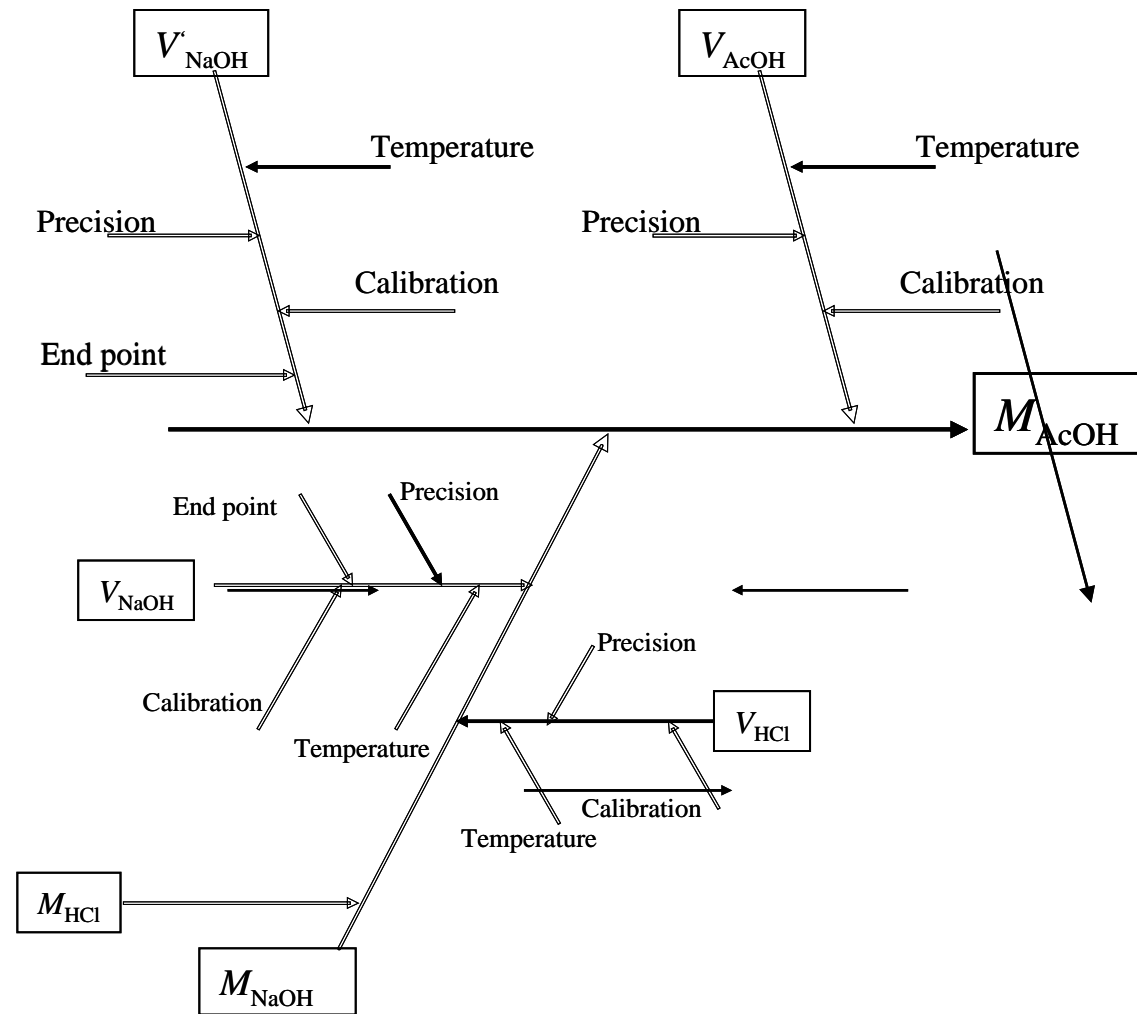 V‘NaOH
VAcOH
Temperature
Temperature
Precision
Precision
Calibration
Calibration
End point
MAcOH
Precision
End point
VNaOH
Precision
Calibration
VHCl
Temperature
Calibration
Temperature
MHCl
MNaOH